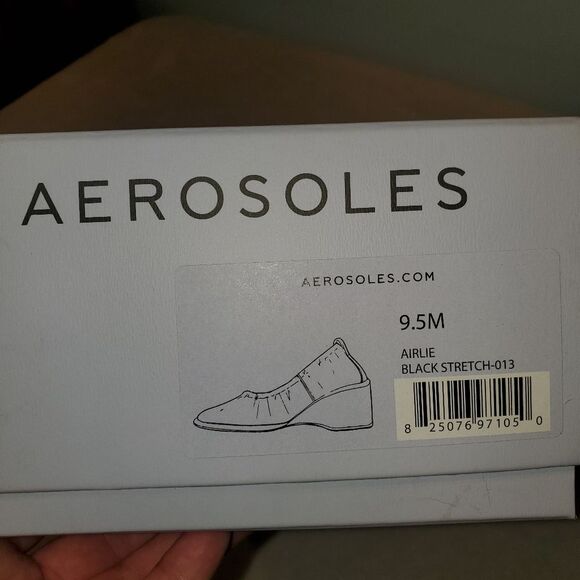 AEROSOLES
AEROSOLES.COM
9.5M
AIRLIE
BLACK STRETCH-013
8 25076 97105 0